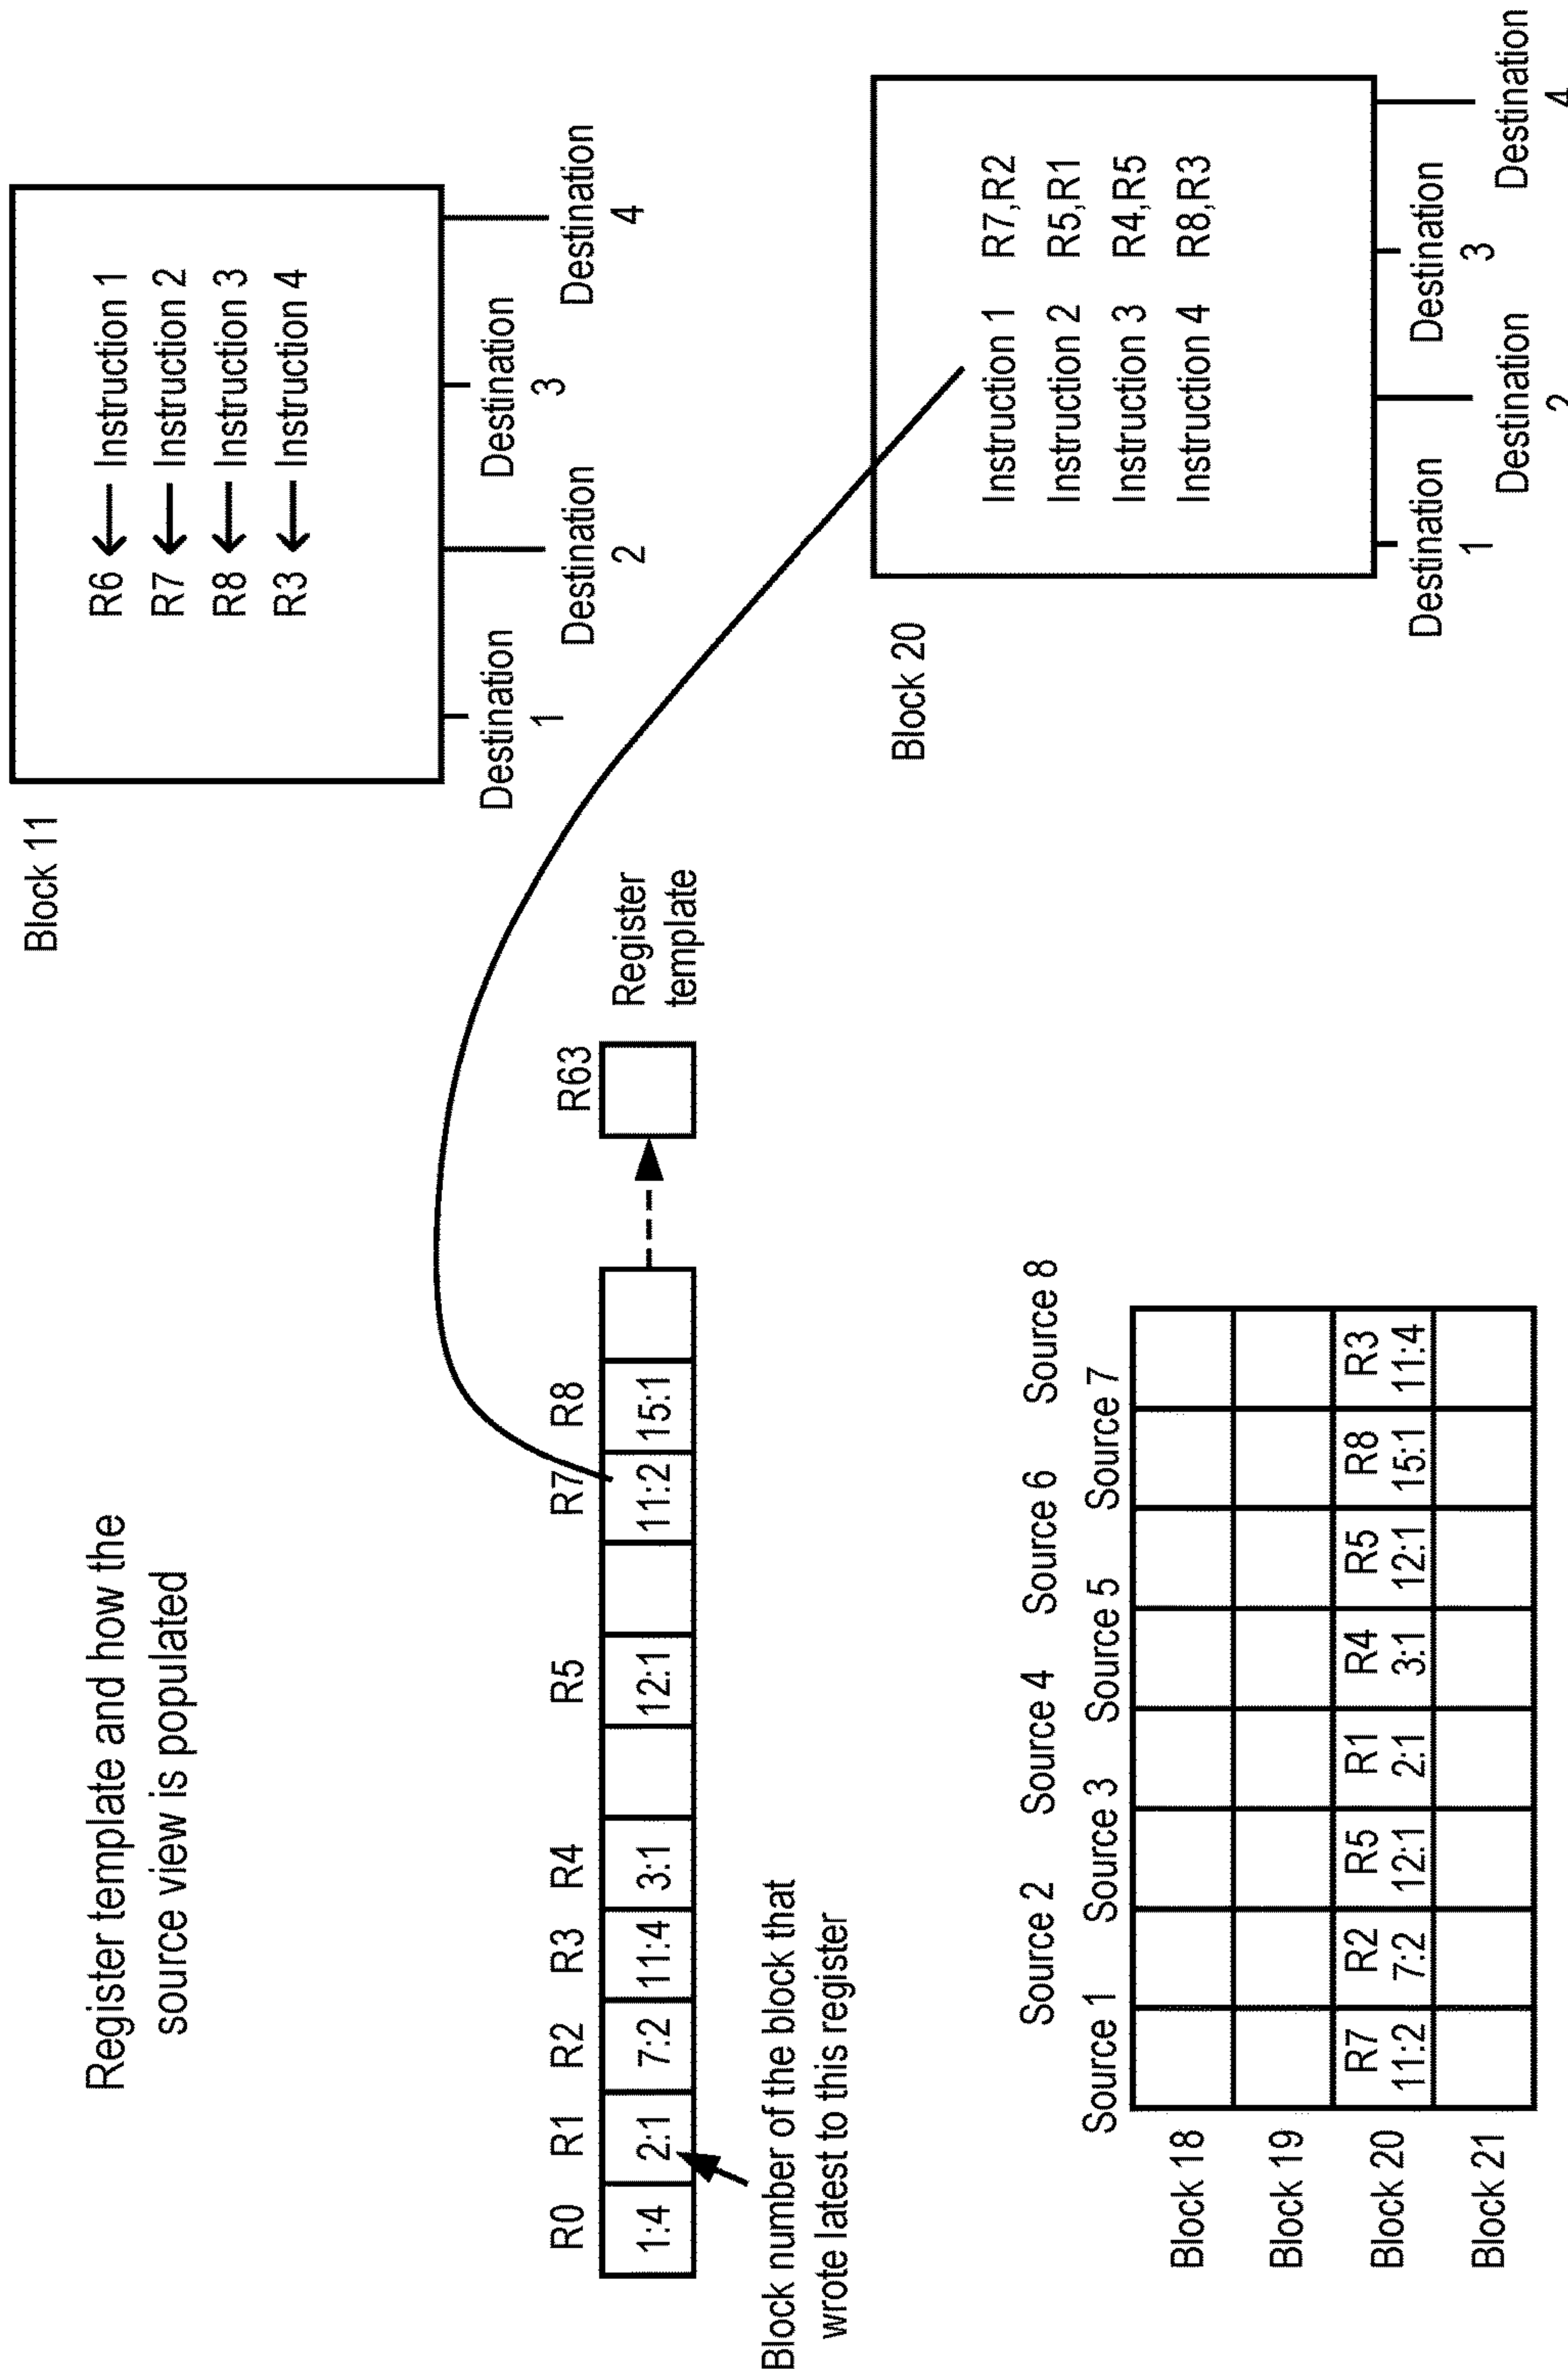 Register template and how the
source view is populated
Block 11
R6 ← Instruction 1
R7 ← Instruction 2
R8 ← Instruction 3
R3 ← Instruction 4
Destination
1
Destination
2
Destination
3
Destination
4
R0
R1
R2
R3
R4
R5
R7
R8
R63
1:4
2:1
7:2
11:4
3:1
12:1
11:2
15:1
Register
template
Block number of the block that
wrote latest to this register
Block 20
Instruction 1 R7,R2
Instruction 2 R5,R1
Instruction 3 R4,R5
Instruction 4 R8,R3
Destination
1
Destination
2
Destination
3
Destination
4
Source 2 Source 4 Source 6 Source 8
Source 1 Source 3 Source 5 Source 7
Block 18
Block 19
Block 20
R7 R2 R5 R1 R4 R5 R8 R3
11:2 7:2 12:1 2:1 3:1 12:1 15:1 11:4
Block 21